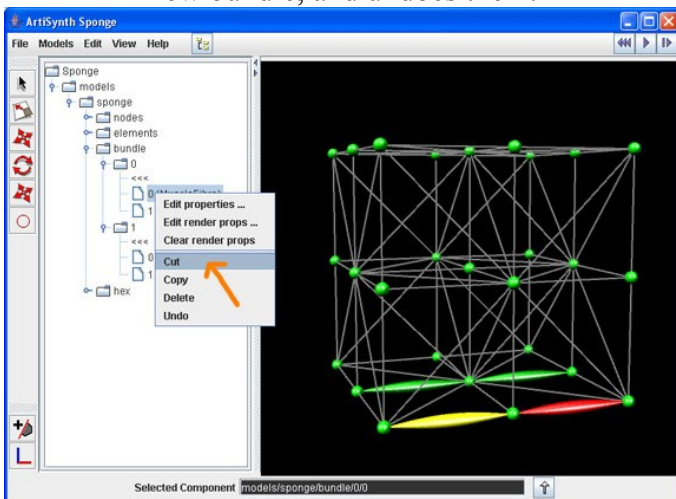 ArtiSynth Sponge
File Models Edit View Help
Sponge
models
sponge
nodes
elements
bundle
0
<<<
0
1
1
<<<
0
1
hex
Edit properties ...
Edit render props ...
Clear render props
Cut
Copy
Delete
Undo
Selected Component models/sponge/bundle/0/0